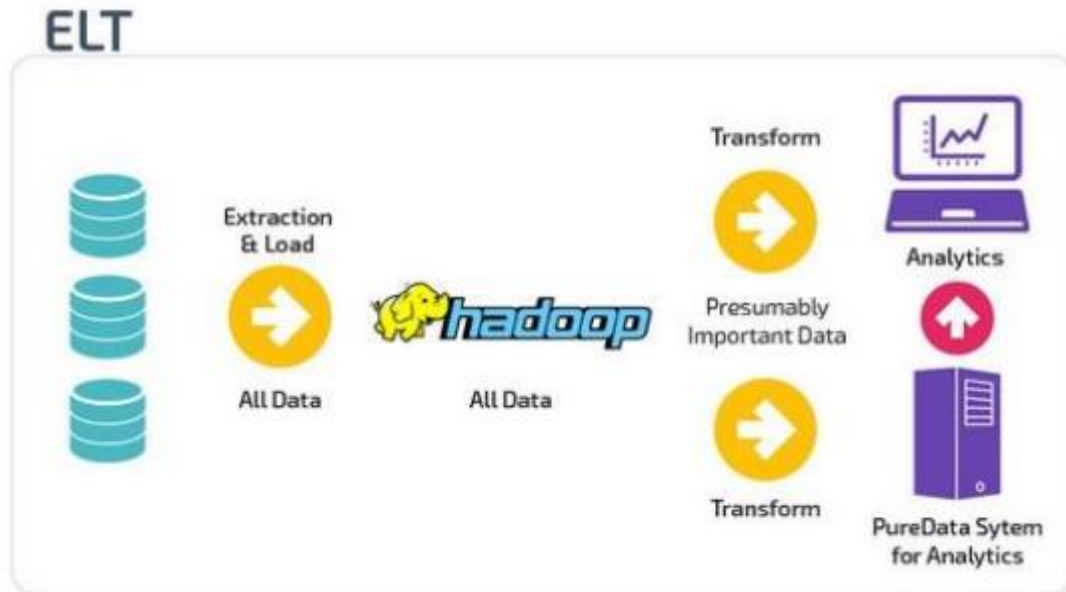 ELT
Extraction
& Load
All Data
hadoop
All Data
Transform
Presumably
Important Data
Transform
Analytics
PureData Sytem
for Analytics